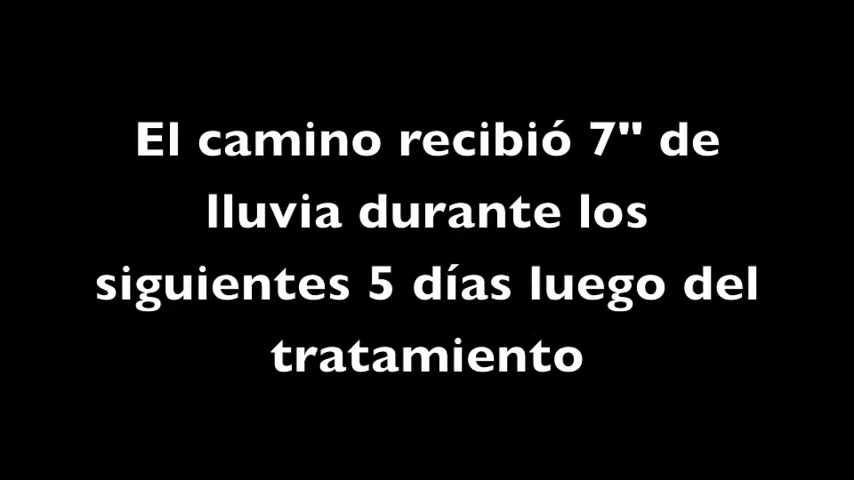 El camino recibió 7" de
lluvia durante los
siguientes 5 días luego del
tratamiento